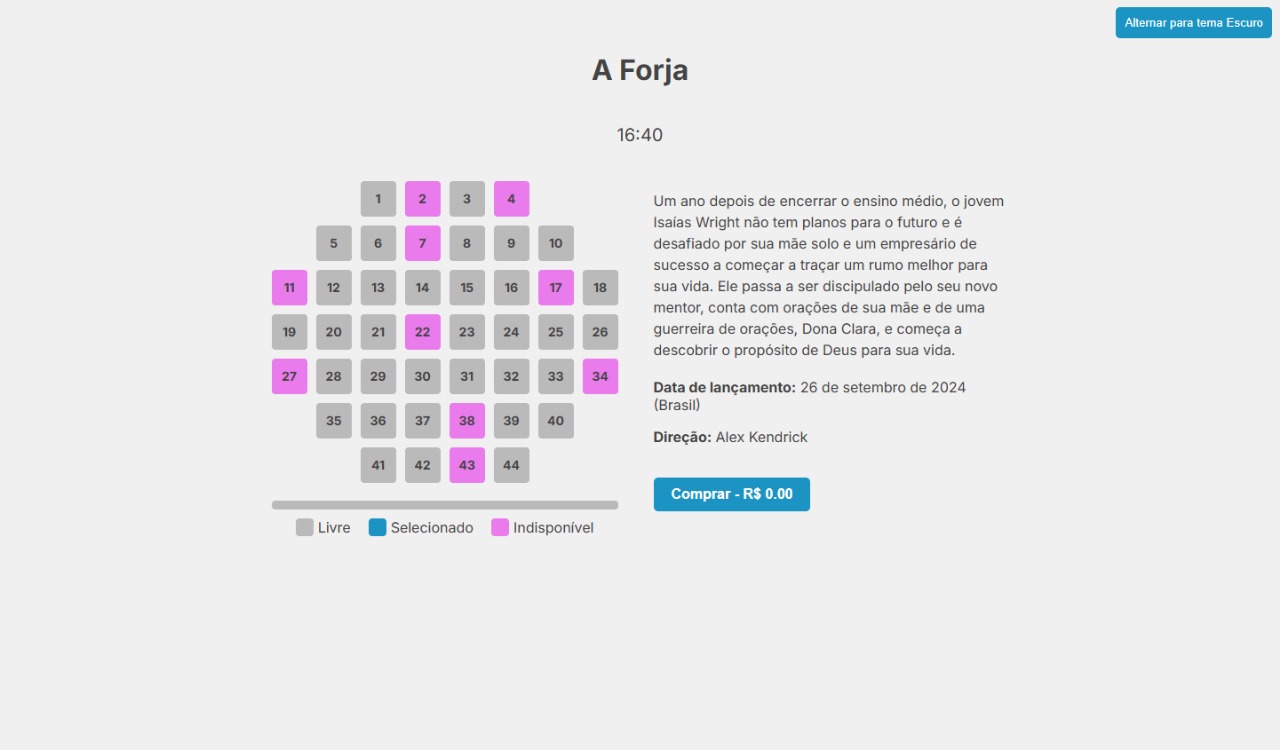 Alternar para tema Escuro
A Forja
16:40
1 2 3 4
5 6 7 8 9 10
11 12 13 14 15 16 17 18
19 20 21 22 23 24 25 26
27 28 29 30 31 32 33 34
35 36 37 38 39 40
41 42 43 44
Livre Selecionado Indisponível
Um ano depois de encerrar o ensino médio, o jovem
Isaías Wright não tem planos para o futuro e é
desafiado por sua mãe solo e um empresário de
sucesso a começar a traçar um rumo melhor para
sua vida. Ele passa a ser discipulado pelo seu novo
mentor, conta com orações de sua mãe e de uma
guerreira de orações, Dona Clara, e começa a
descobrir o propósito de Deus para sua vida.
Data de lançamento: 26 de setembro de 2024
(Brasil)
Direção: Alex Kendrick
Comprar - R$ 0.00